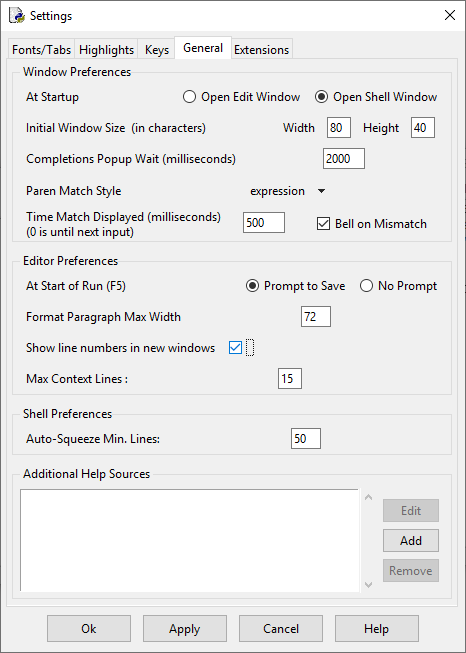 Settings
Fonts/Tabs Highlights Keys General Extensions
Window Preferences
At Startup Open Edit Window Open Shell Window
Initial Window Size (in characters) Width 80 Height 40
Completions Popup Wait (milliseconds) 2000
Paren Match Style expression
Time Match Displayed (milliseconds)
(0 is until next input) 500 Bell on Mismatch
Editor Preferences
At Start of Run (F5) Prompt to Save No Prompt
Format Paragraph Max Width 72
Show line numbers in new windows
Max Context Lines : 15
Shell Preferences
Auto-Squeeze Min. Lines: 50
Additional Help Sources
Edit
Add
Remove
Ok Apply Cancel Help